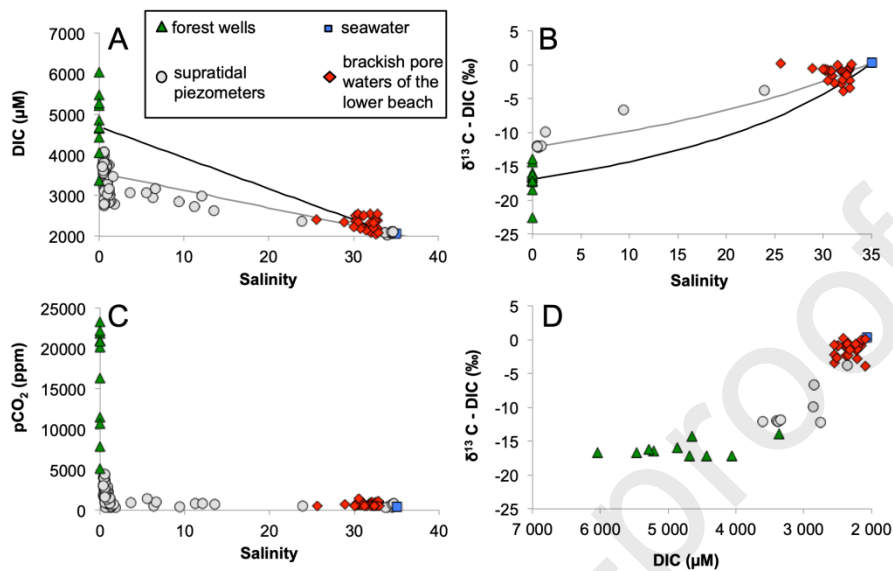 A
forest wells
seawater
supratidal
piezometers
brackish pore
waters of the
lower beach
DIC (µM)
7000
6000
5000
4000
3000
2000
0
10
20
30
40
Salinity
B
δ¹³ C - DIC (‰)
5
0
-5
-10
-15
-20
-25
0
5
10
15
20
25
30
35
Salinity
C
pCO₂ (ppm)
25000
20000
15000
10000
5000
0
0
10
20
30
40
Salinity
D
δ¹³ C - DIC (‰)
5
0
-5
-10
-15
-20
-25
7 000
6 000
5 000
4 000
3 000
2 000
DIC (µM)
proof